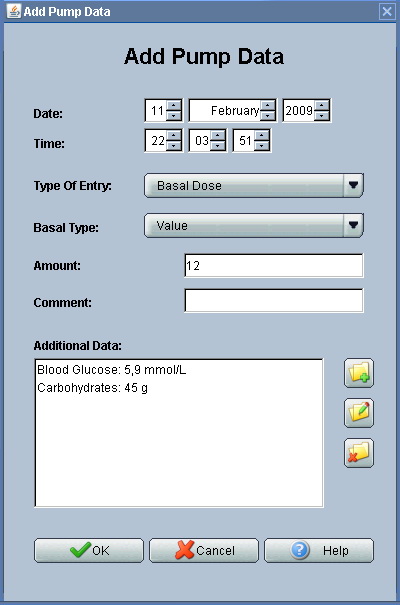 Add Pump Data
Add Pump Data
Date: 11 February 2009
Time: 22 03 51
Type Of Entry: Basal Dose
Basal Type: Value
Amount: 12
Comment:
Additional Data:
Blood Glucose: 5,9 mmol/L
Carbohydrates: 45 g
OK Cancel Help